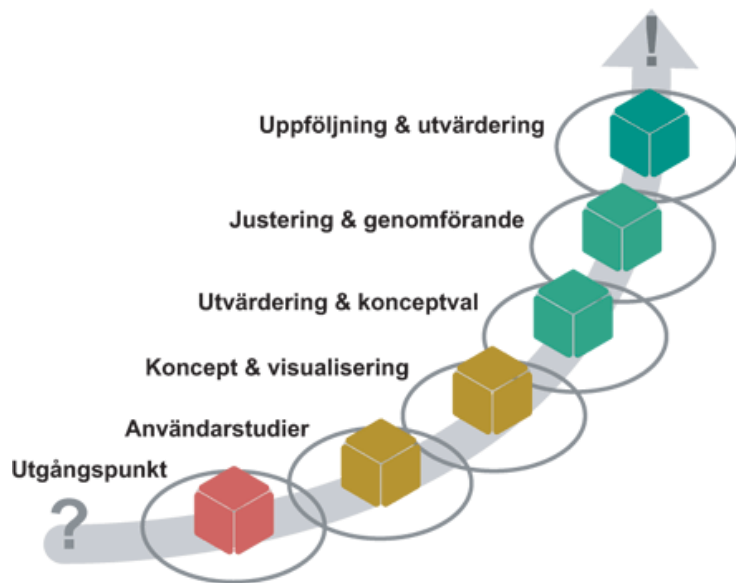 !
Uppföljning & utvärdering
Justering & genomförande
Utvärdering & konceptval
Koncept & visualisering
Användarstudier
Utgångspunkt
?